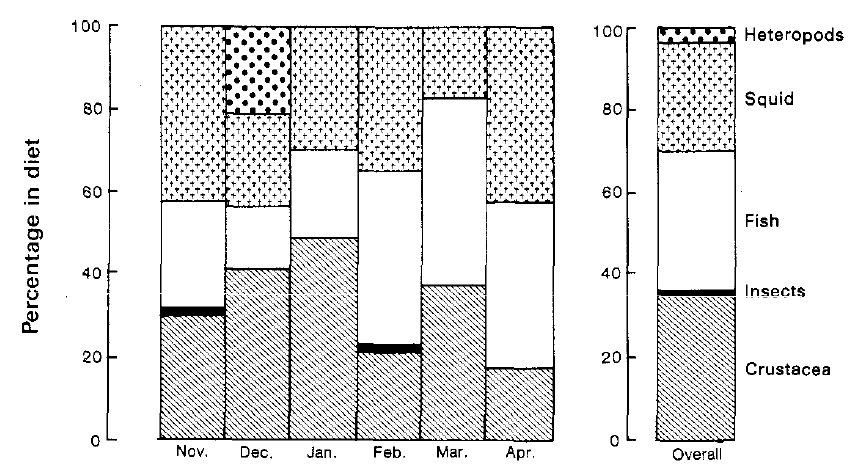 Percentage in diet
100
80
60
40
20
0
Nov. Dec. Jan. Feb. Mar. Apr.
100
80
60
40
20
0
Overall
Heteropods
Squid
Fish
Insects
Crustacea